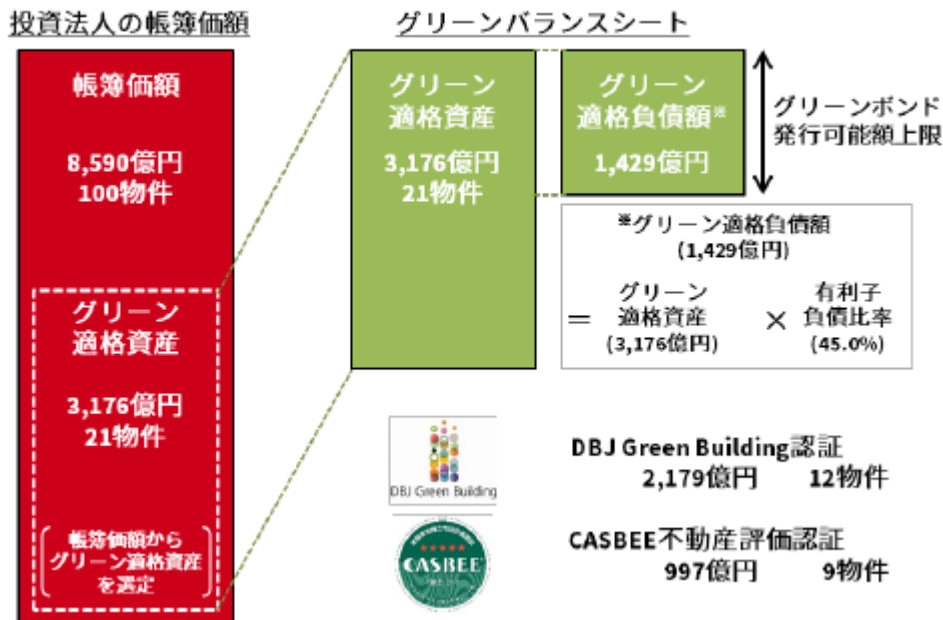 投資法人の帳簿価額
帳簿価額
8,590億円
100物件
グリーン
適格資産
3,176億円
21物件
帳簿価額から
グリーン適格資産
を選定
グリーンバランスシート
グリーン
適格資産
3,176億円
21物件
グリーン
適格負債額※
1,429億円
グリーンボンド
発行可能額上限
※グリーン適格負債額
(1,429億円)
=
グリーン
適格資産
(3,176億円)
×
有利子
負債比率
(45.0%)
DBJ Green Building
DBJ Green Building認証
2,179億円 12物件
CASBEE
CASBEE不動産評価認証
997億円 9物件